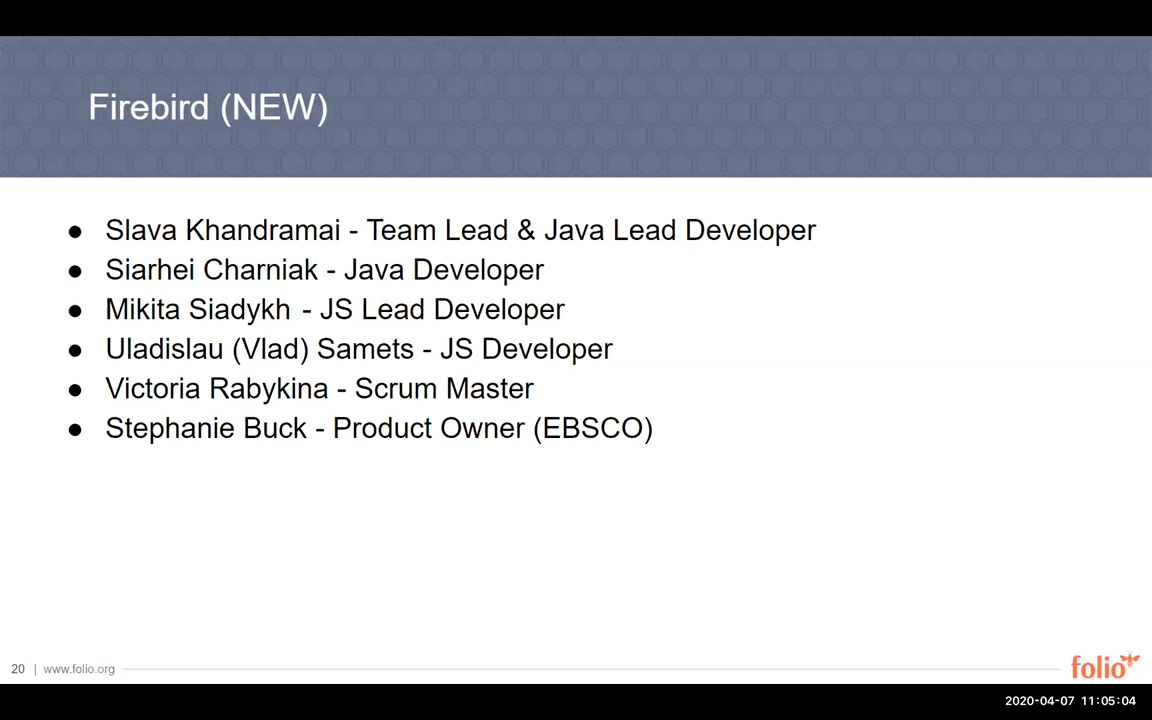 Firebird (NEW)
● Slava Khandramai - Team Lead & Java Lead Developer
● Siarhei Charniak - Java Developer
● Mikita Siadykh - JS Lead Developer
● Uladislau (Vlad) Samets - JS Developer
● Victoria Rabykina - Scrum Master
● Stephanie Buck - Product Owner (EBSCO)
20 | www.folio.org
folio
2020-04-07 11:05:04